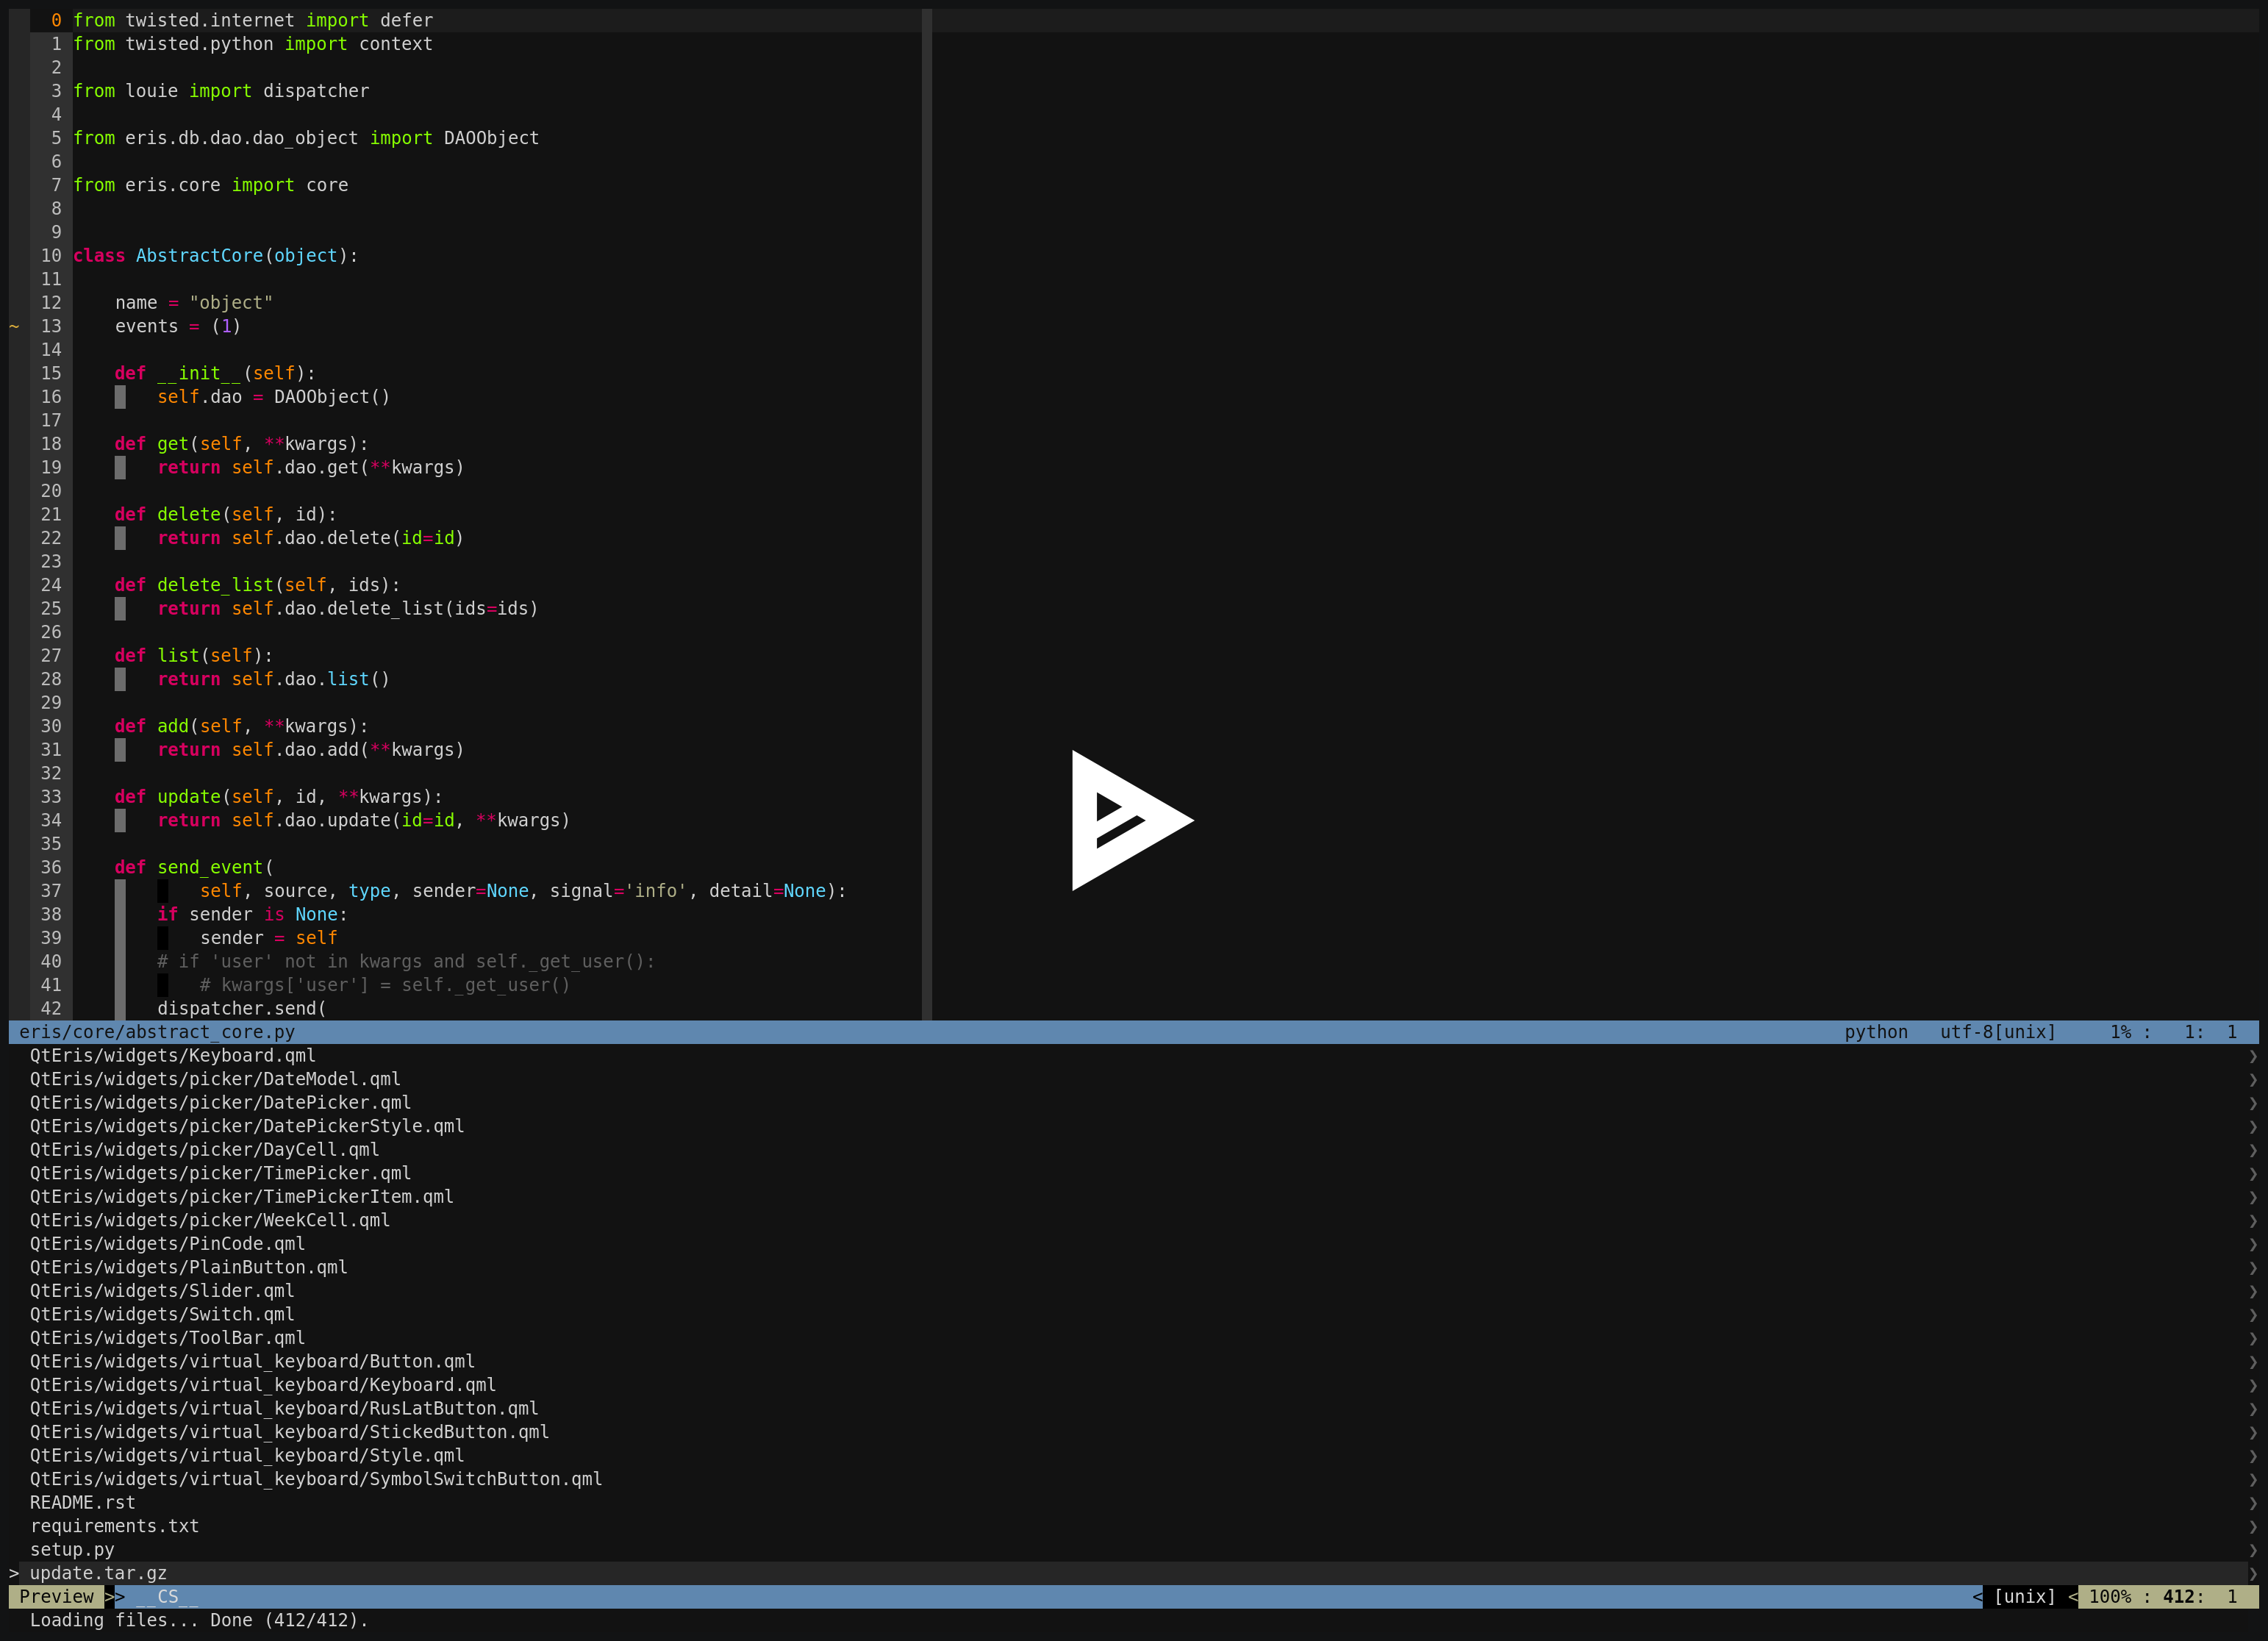 0 from twisted.internet import defer
1 from twisted.python import context
2
3 from louie import dispatcher
4
5 from eris.db.dao.dao_object import DAOObject
6
7 from eris.core import core
8
9
10 class AbstractCore(object):
11
12     name = "object"
~ 13     events = (1)
14
15     def __init__(self):
16         self.dao = DAOObject()
17
18     def get(self, **kwargs):
19         return self.dao.get(**kwargs)
20
21     def delete(self, id):
22         return self.dao.delete(id=id)
23
24     def delete_list(self, ids):
25         return self.dao.delete_list(ids=ids)
26
27     def list(self):
28         return self.dao.list()
29
30     def add(self, **kwargs):
31         return self.dao.add(**kwargs)
32
33     def update(self, id, **kwargs):
34         return self.dao.update(id=id, **kwargs)
35
36     def send_event(
37             self, source, type, sender=None, signal='info', detail=None):
38         if sender is None:
39             sender = self
40         # if 'user' not in kwargs and self._get_user():
41             # kwargs['user'] = self._get_user()
42         dispatcher.send(
eris/core/abstract_core.py python utf-8[unix] 1% : 1: 1
QtEris/widgets/Keyboard.qml ❯
QtEris/widgets/picker/DateModel.qml ❯
QtEris/widgets/picker/DatePicker.qml ❯
QtEris/widgets/picker/DatePickerStyle.qml ❯
QtEris/widgets/picker/DayCell.qml ❯
QtEris/widgets/picker/TimePicker.qml ❯
QtEris/widgets/picker/TimePickerItem.qml ❯
QtEris/widgets/picker/WeekCell.qml ❯
QtEris/widgets/PinCode.qml ❯
QtEris/widgets/PlainButton.qml ❯
QtEris/widgets/Slider.qml ❯
QtEris/widgets/Switch.qml ❯
QtEris/widgets/ToolBar.qml ❯
QtEris/widgets/virtual_keyboard/Button.qml ❯
QtEris/widgets/virtual_keyboard/Keyboard.qml ❯
QtEris/widgets/virtual_keyboard/RusLatButton.qml ❯
QtEris/widgets/virtual_keyboard/StickedButton.qml ❯
QtEris/widgets/virtual_keyboard/Style.qml ❯
QtEris/widgets/virtual_keyboard/SymbolSwitchButton.qml ❯
README.rst ❯
requirements.txt ❯
setup.py ❯
> update.tar.gz ❯
Preview >> __CS__ < [unix] < 100% : 412: 1
Loading files... Done (412/412).